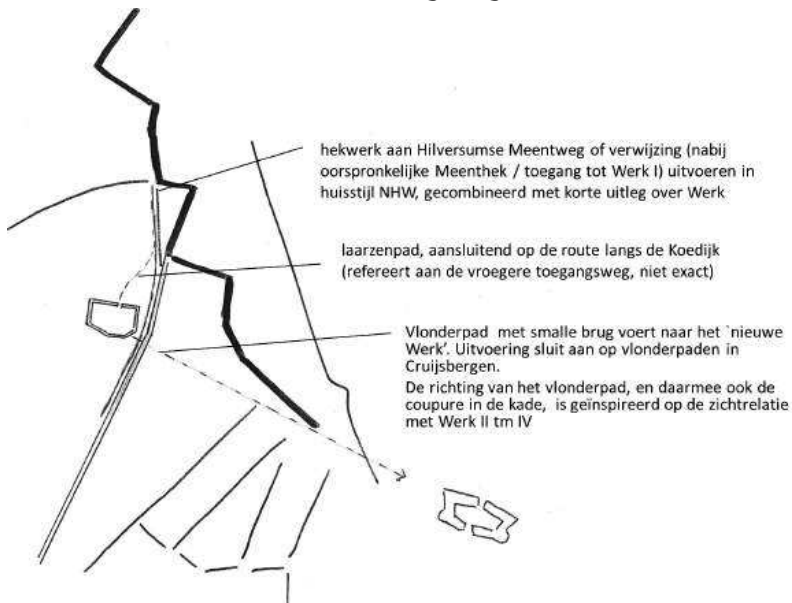 hekwerk aan Hilversumse Meentweg of verwijzing (nabij
oorspronkelijke Meenthek / toegang tot Werk I) uitvoeren in
huisstijl NHW, gecombineerd met korte uitleg over Werk
laarzenpad, aansluitend op de route langs de Koedijk
(refereert aan de vroegere toegangsweg, niet exact)
Vlonderpad met smalle brug voert naar het `nieuwe
Werk'. Uitvoering sluit aan op vlonderpaden in
Cruijsbergen.
De richting van het vlonderpad, en daarmee ook de
coupure in de kade, is geïnspireerd op de zichtrelatie
met Werk II tm IV